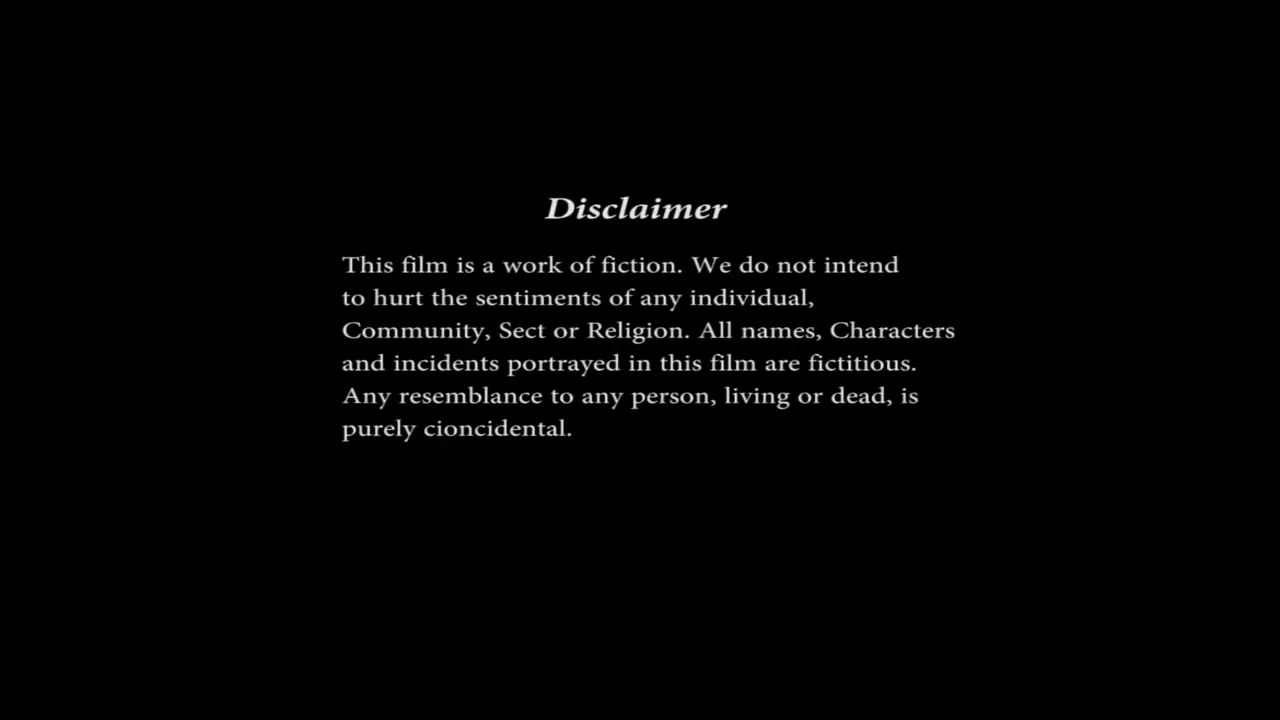 Disclaimer
This film is a work of fiction. We do not intend
to hurt the sentiments of any individual,
Community, Sect or Religion. All names, Characters
and incidents portrayed in this film are fictitious.
Any resemblance to any person, living or dead, is
purely cioncidental.